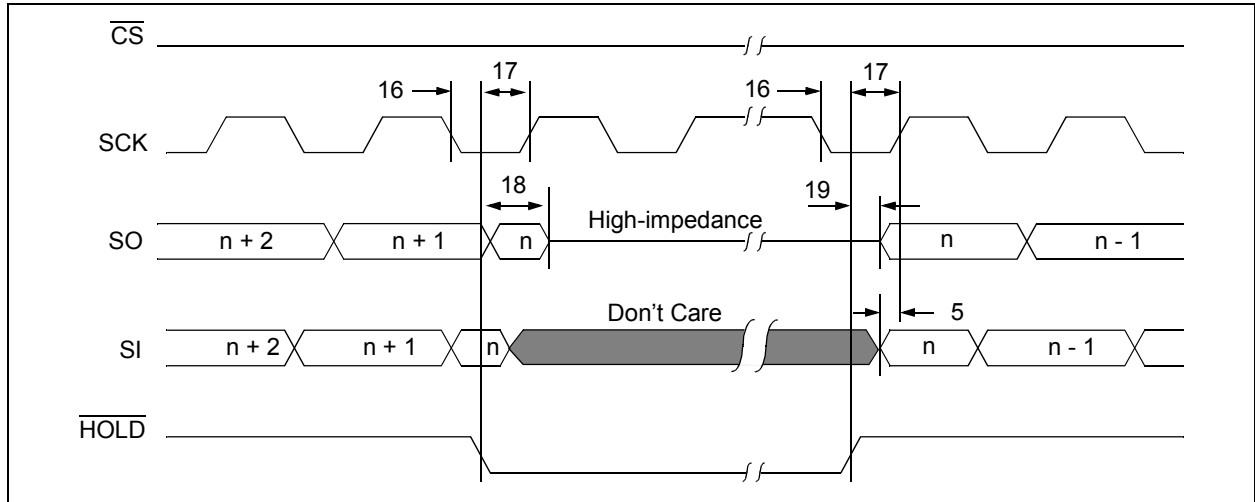 CS
16 17 16 17
SCK
18 19
SO n + 2 n + 1 n High-impedance n n - 1
Don't Care 5
SI n + 2 n + 1 n n n - 1
HOLD